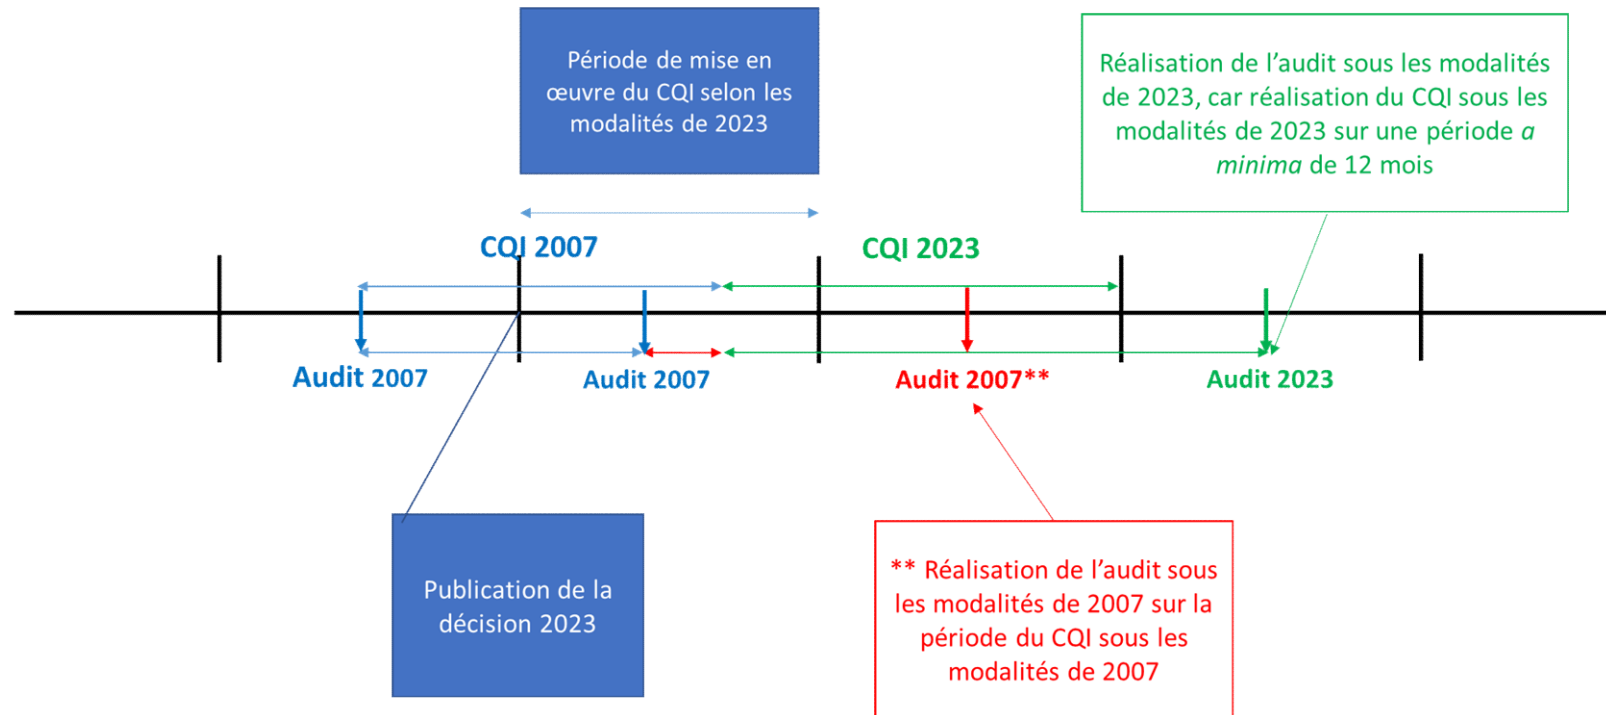 Période de mise en
œuvre du CQI selon les
modalités de 2023
Réalisation de l’audit sous les modalités
de 2023, car réalisation du CQI sous les
modalités de 2023 sur une période a
minima de 12 mois
CQI 2007
CQI 2023
Audit 2007
Audit 2007
Audit 2007**
Audit 2023
Publication de la
décision 2023
** Réalisation de l’audit sous
les modalités de 2007 sur la
période du CQI sous les
modalités de 2007